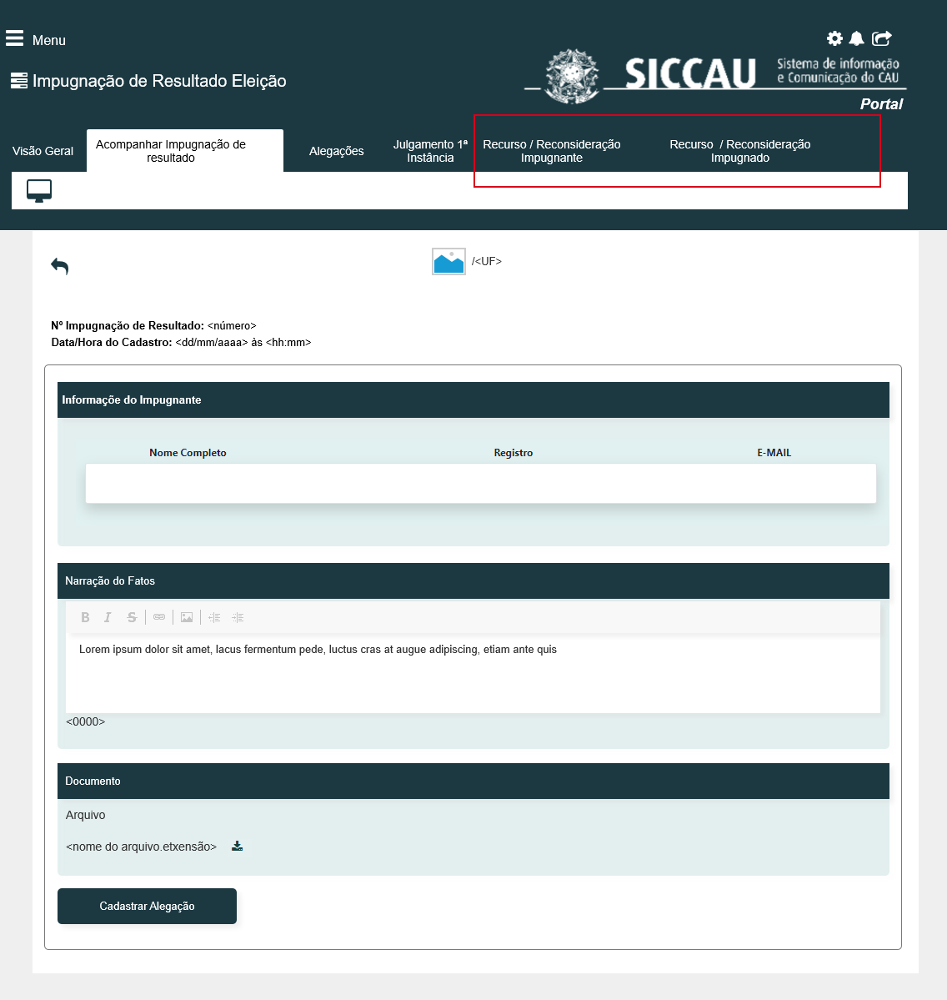 Menu
Impugnação de Resultado Eleição
SICCAU
Sistema de informação
e Comunicação do CAU
Portal
Visão Geral
Acompanhar Impugnação de
resultado
Alegações
Julgamento 1ª
Instância
Recurso / Reconsideração
Impugnante
Recurso / Reconsideração
Impugnado
/<UF>
Nº Impugnação de Resultado: <número>
Data/Hora do Cadastro: <dd/mm/aaaa> às <hh:mm>
Informaçõe do Impugnante
Nome Completo Registro E-MAIL
Narração do Fatos
B I S
Lorem ipsum dolor sit amet, lacus fermentum pede, luctus cras at augue adipiscing, etiam ante quis
<0000>
Documento
Arquivo
<nome do arquivo.etxensão>
Cadastrar Alegação